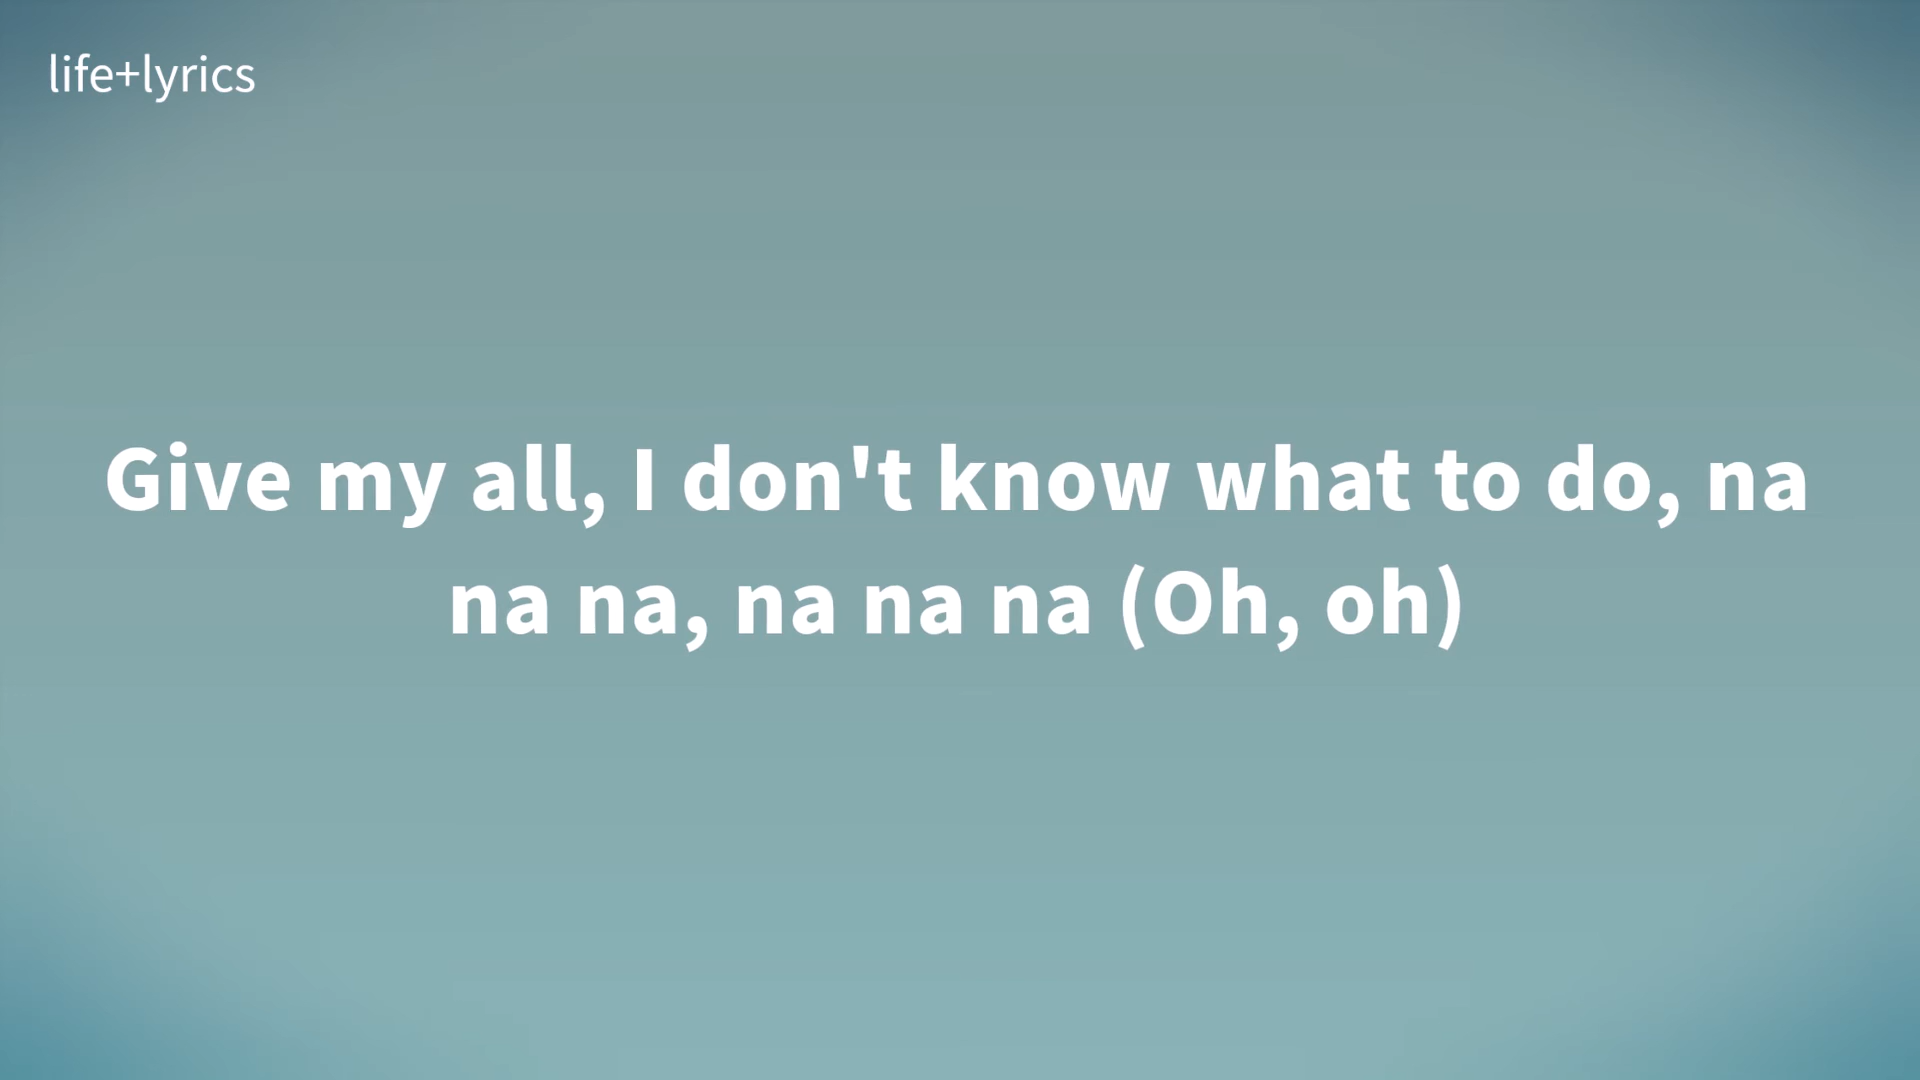 life+lyrics
Give my all, I don't know what to do, na
na na, na na na (Oh, oh)